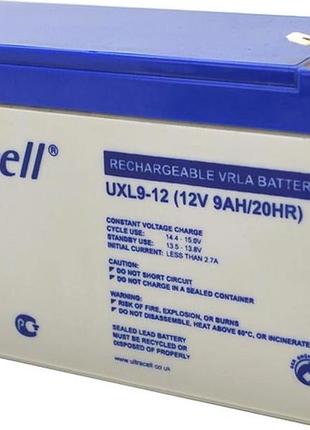 cell®
RECHARGEABLE VRLA BATTER
UXL9-12 (12V 9AH/20HR)
CONSTANT VOLTAGE CHARGE
CYCLE USE: 14.4 - 15.0V
STANDBY USE: 13.5 - 13.8V
INITIAL CURRENT: LESS THAN 2.7A
CAUTION:
DO NOT SHORT CIRCUIT
DO NOT CHARGE IN A SEALED CONTAINER
WARNING:
RISK OF FIRE, EXPLOSION, OR BURNS
DO NOT DISASSEMBLE, HEAT ABOVE 60°C, OR INCINERATE
SEALED LEAD BATTERY
MUST BE RECYCLED OR
DISPOSED OF PROPERLY
www.ultracell.co.uk